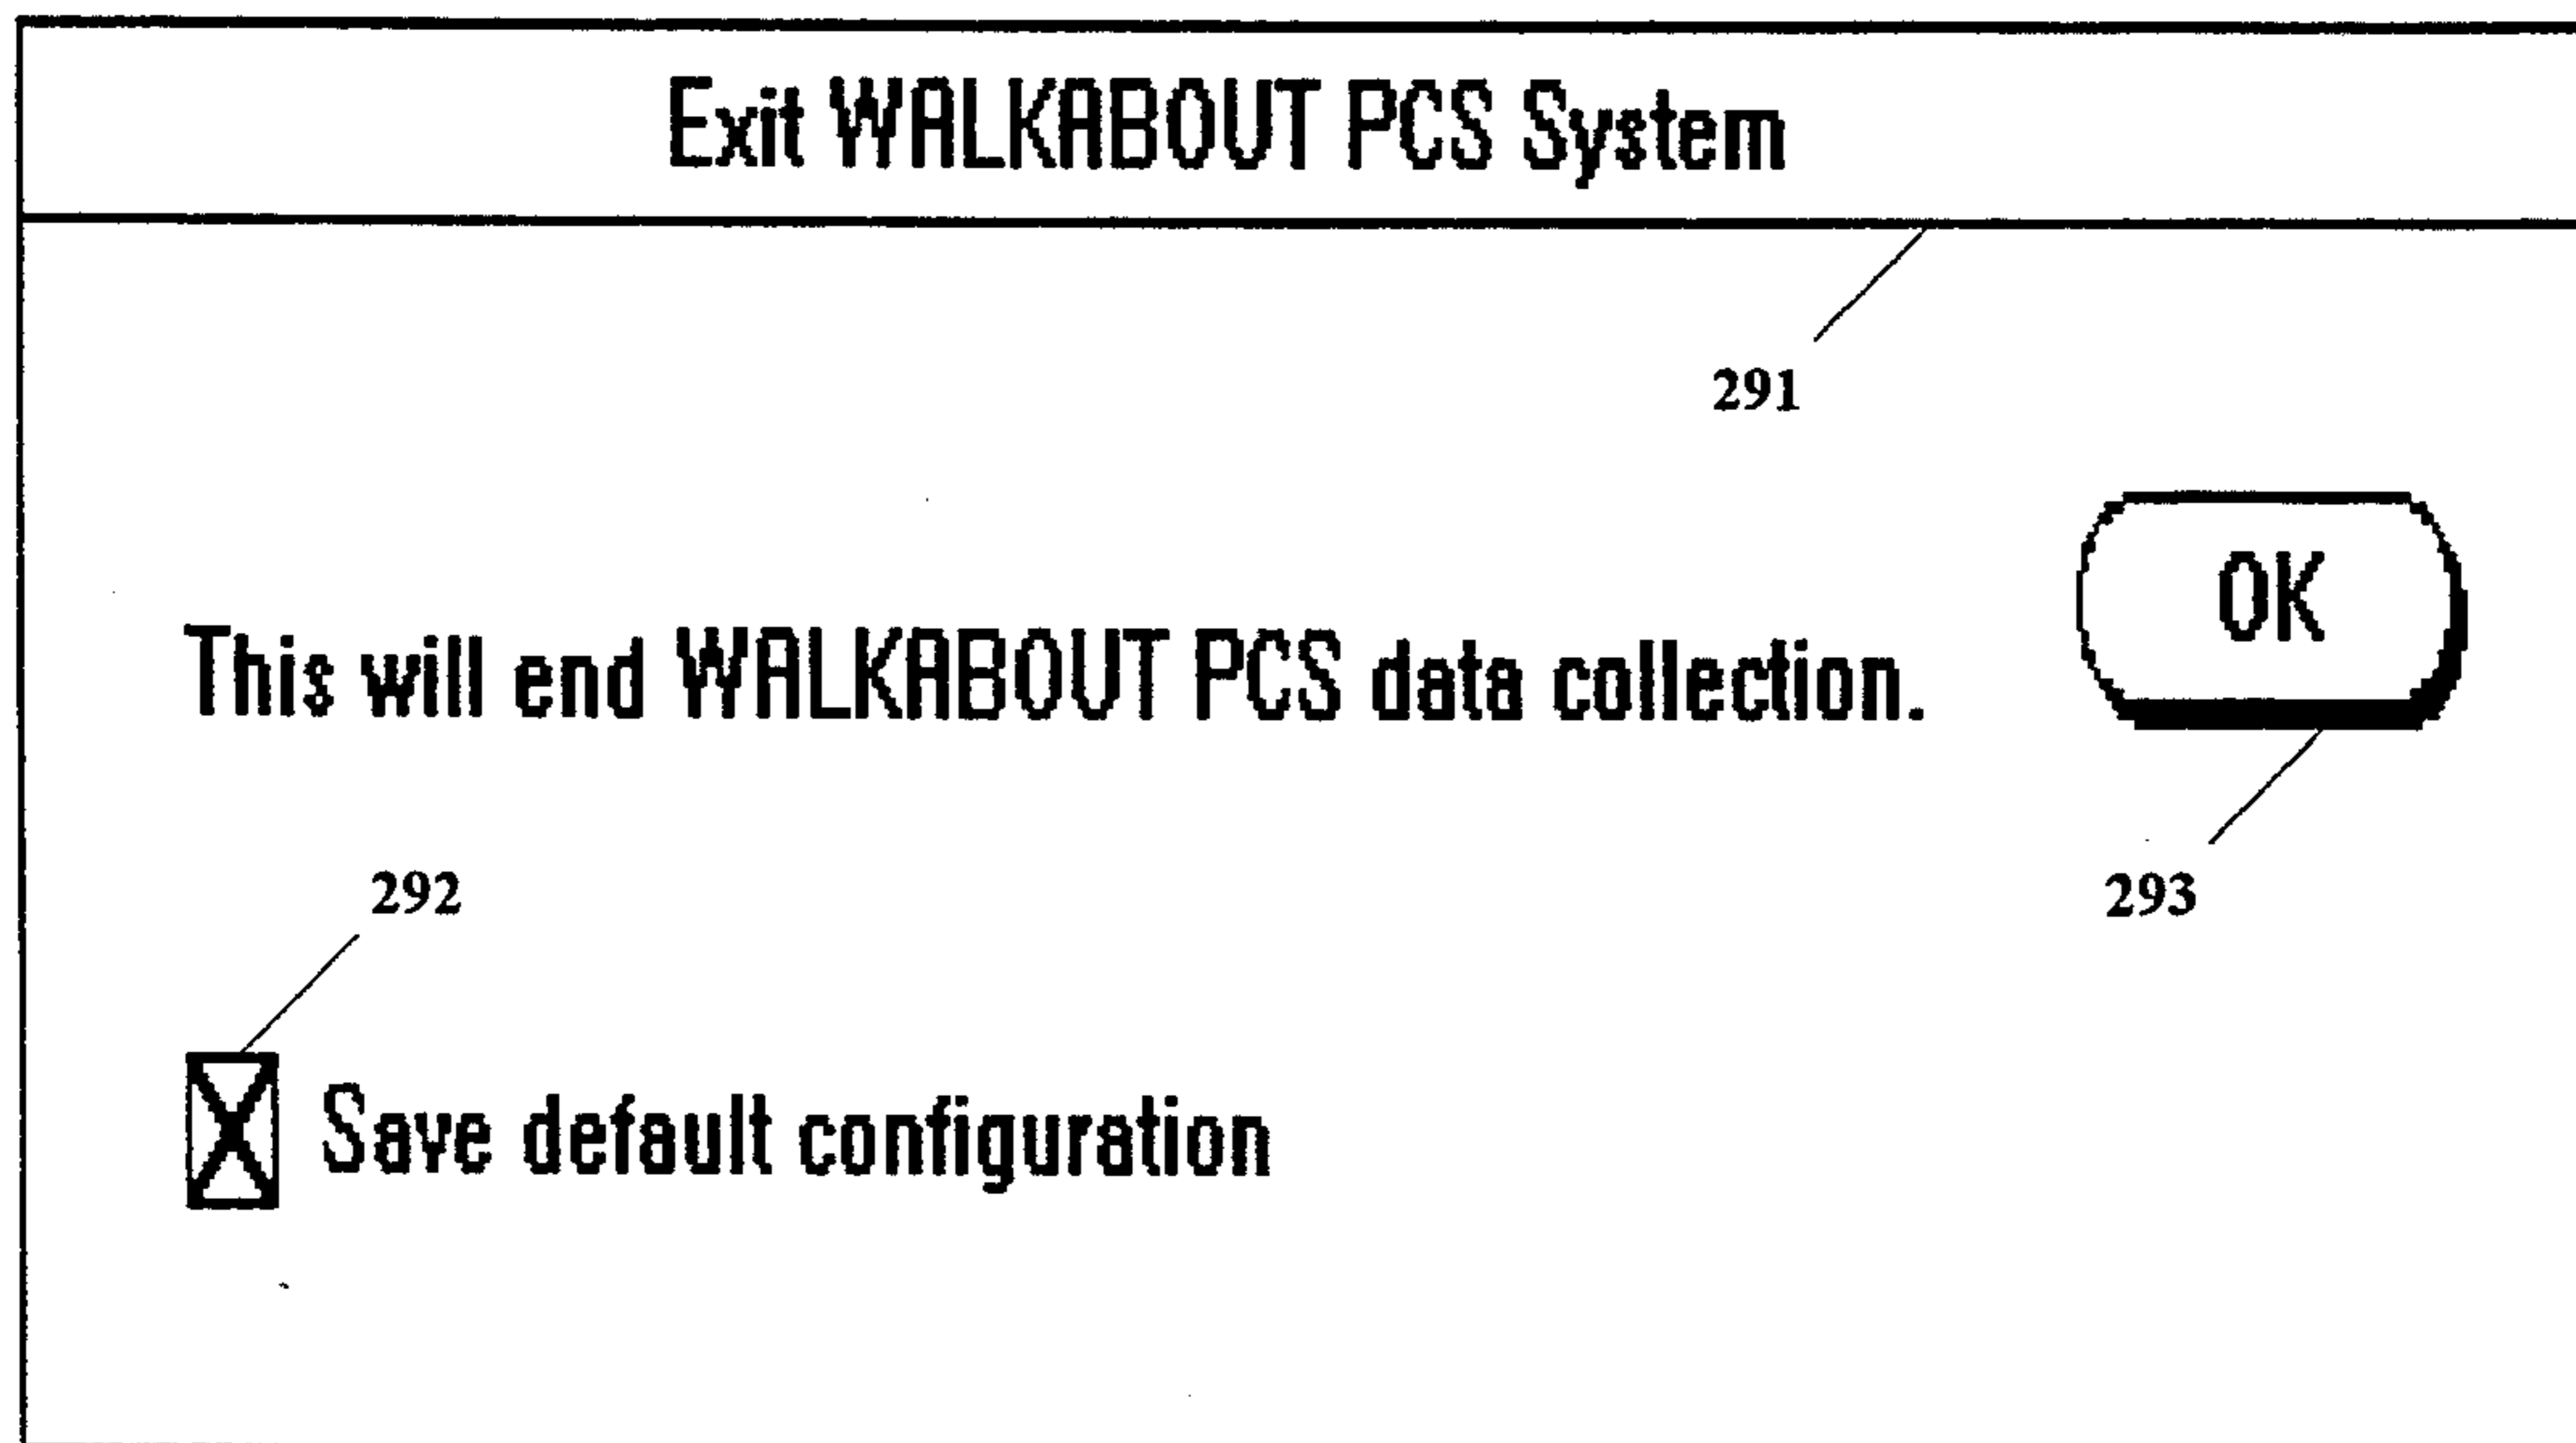 Exit WALKABOUT PCS System
291
OK
This will end WALKABOUT PCS data collection.
292
293
Save default configuration